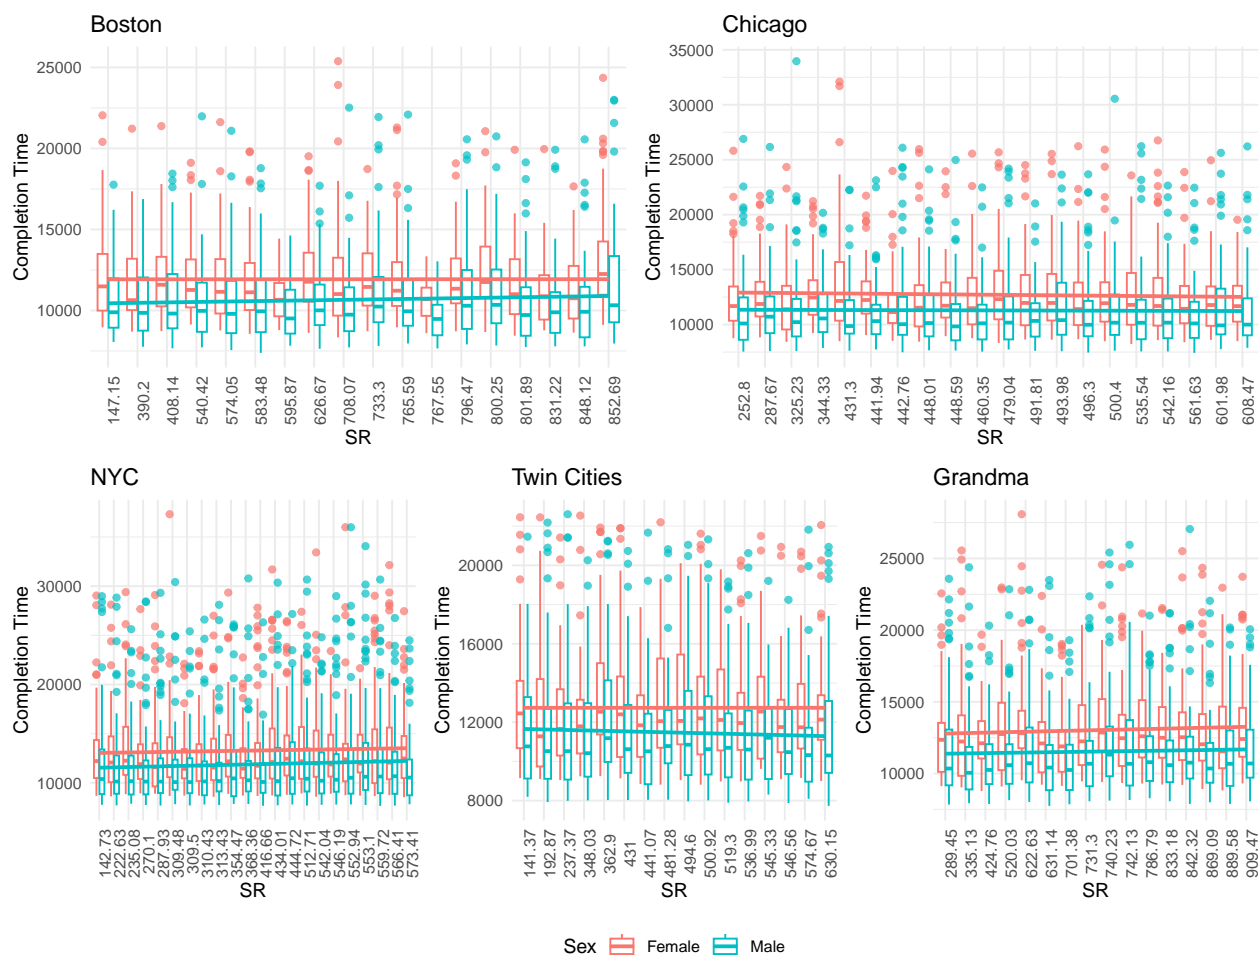 Boston
Chicago
Completion Time
25000
20000
15000
10000
147.15 390.2 408.14 540.42 574.05 583.48 595.87 626.67 708.07 733.3 765.59 767.55 796.47 800.25 801.89 831.22 848.12 852.69
SR
Completion Time
35000
30000
25000
20000
15000
10000
252.8 287.67 325.23 344.33 431.3 441.94 442.76 448.01 448.59 460.35 479.04 491.81 493.98 496.3 500.4 535.54 542.16 561.63 601.98 608.47
SR
NYC
Twin Cities
Grandma
Completion Time
30000
20000
10000
142.73 222.63 235.08 270.1 287.93 309.48 309.5 310.43 313.43 354.47 368.36 416.66 434.01 444.72 512.71 542.04 546.19 552.94 553.1 559.72 566.41 573.41
SR
Completion Time
20000
16000
12000
8000
141.37 192.87 237.37 348.03 362.9 431 441.07 481.28 494.6 500.92 519.3 536.99 545.33 546.56 574.67 630.15
SR
Completion Time
25000
20000
15000
10000
289.45 335.13 424.76 520.03 622.63 631.14 701.38 731.3 740.23 742.13 786.79 833.18 842.32 869.09 889.58 909.47
SR
Sex Female Male